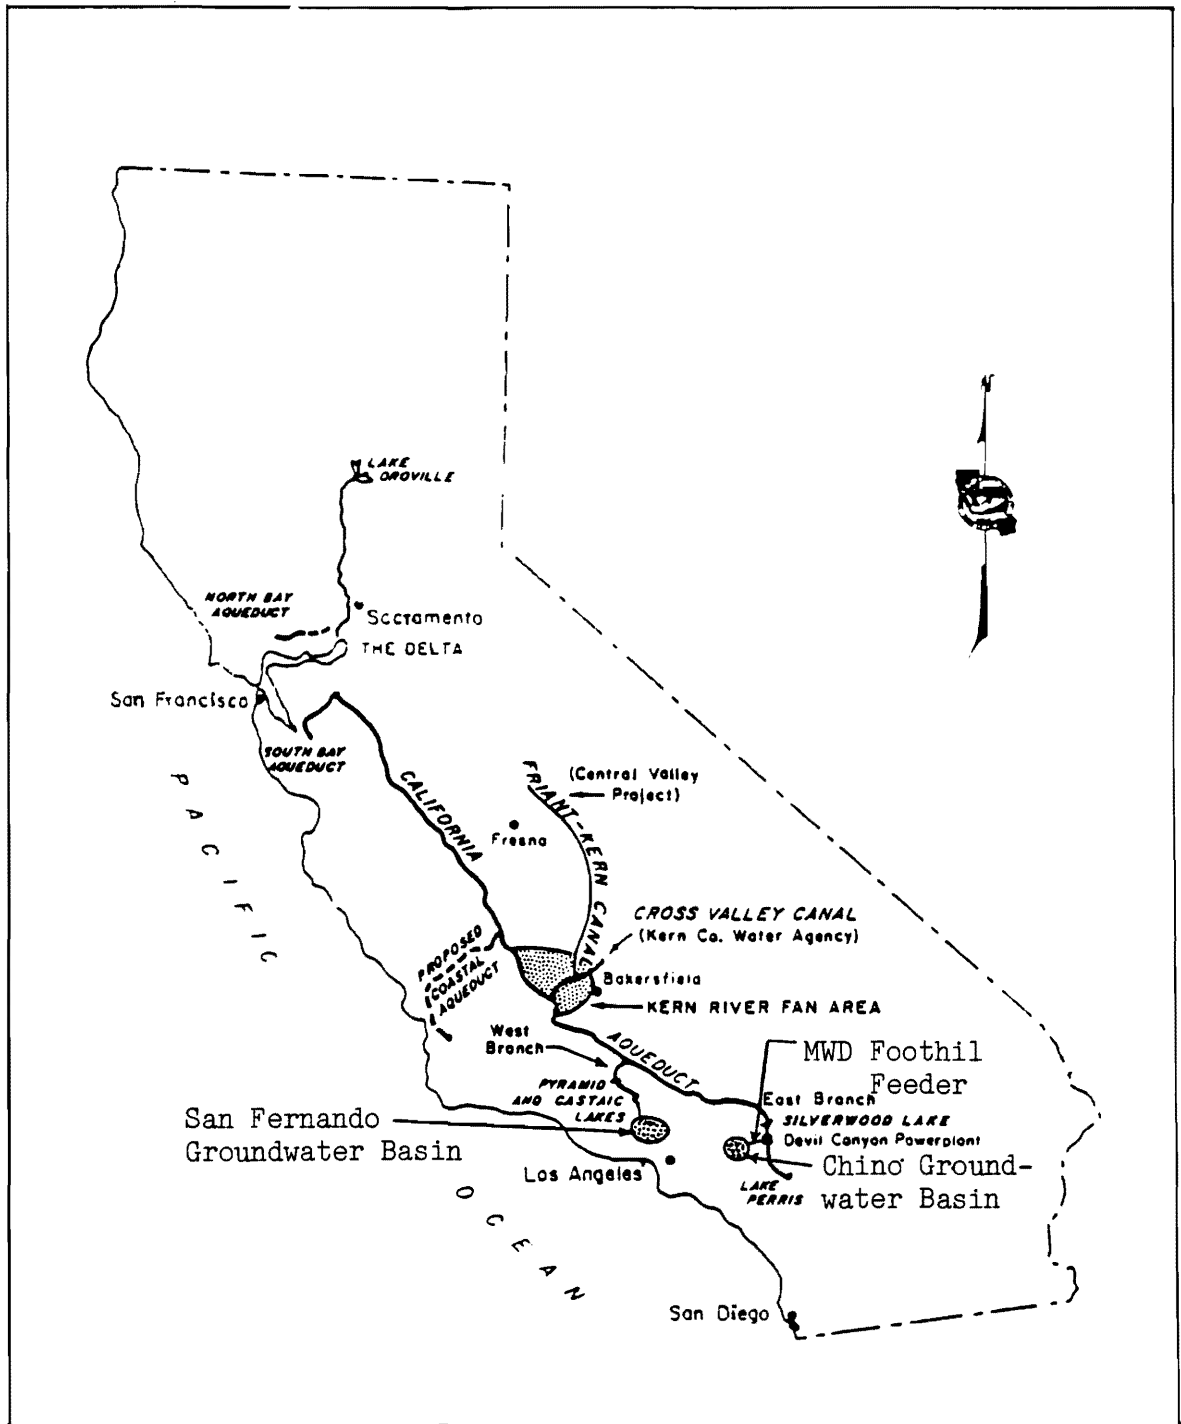 N
LAKE
OROVILLE
NORTH BAY
AQUEDUCT
Sacramento
THE DELTA
San Francisco
SOUTH BAY
AQUEDUCT
PACIFIC
CALIFORNIA
FRIANT-KERN CANAL
(Central Valley
Project)
Fresno
CROSS VALLEY CANAL
(Kern Co. Water Agency)
PROPOSED
COASTAL
AQUEDUCT
Bakersfield
KERN RIVER FAN AREA
West
Branch
AQUEDUCT
MWD Foothil
Feeder
PYRAMID
AND CASTAIC
LAKES
East Branch
SILVERWOOD LAKE
San Fernando
Groundwater Basin
Devil Canyon Powerplant
Los Angeles
Chino Ground-
water Basin
LAKE
PERRIS
OCEAN
San Diego